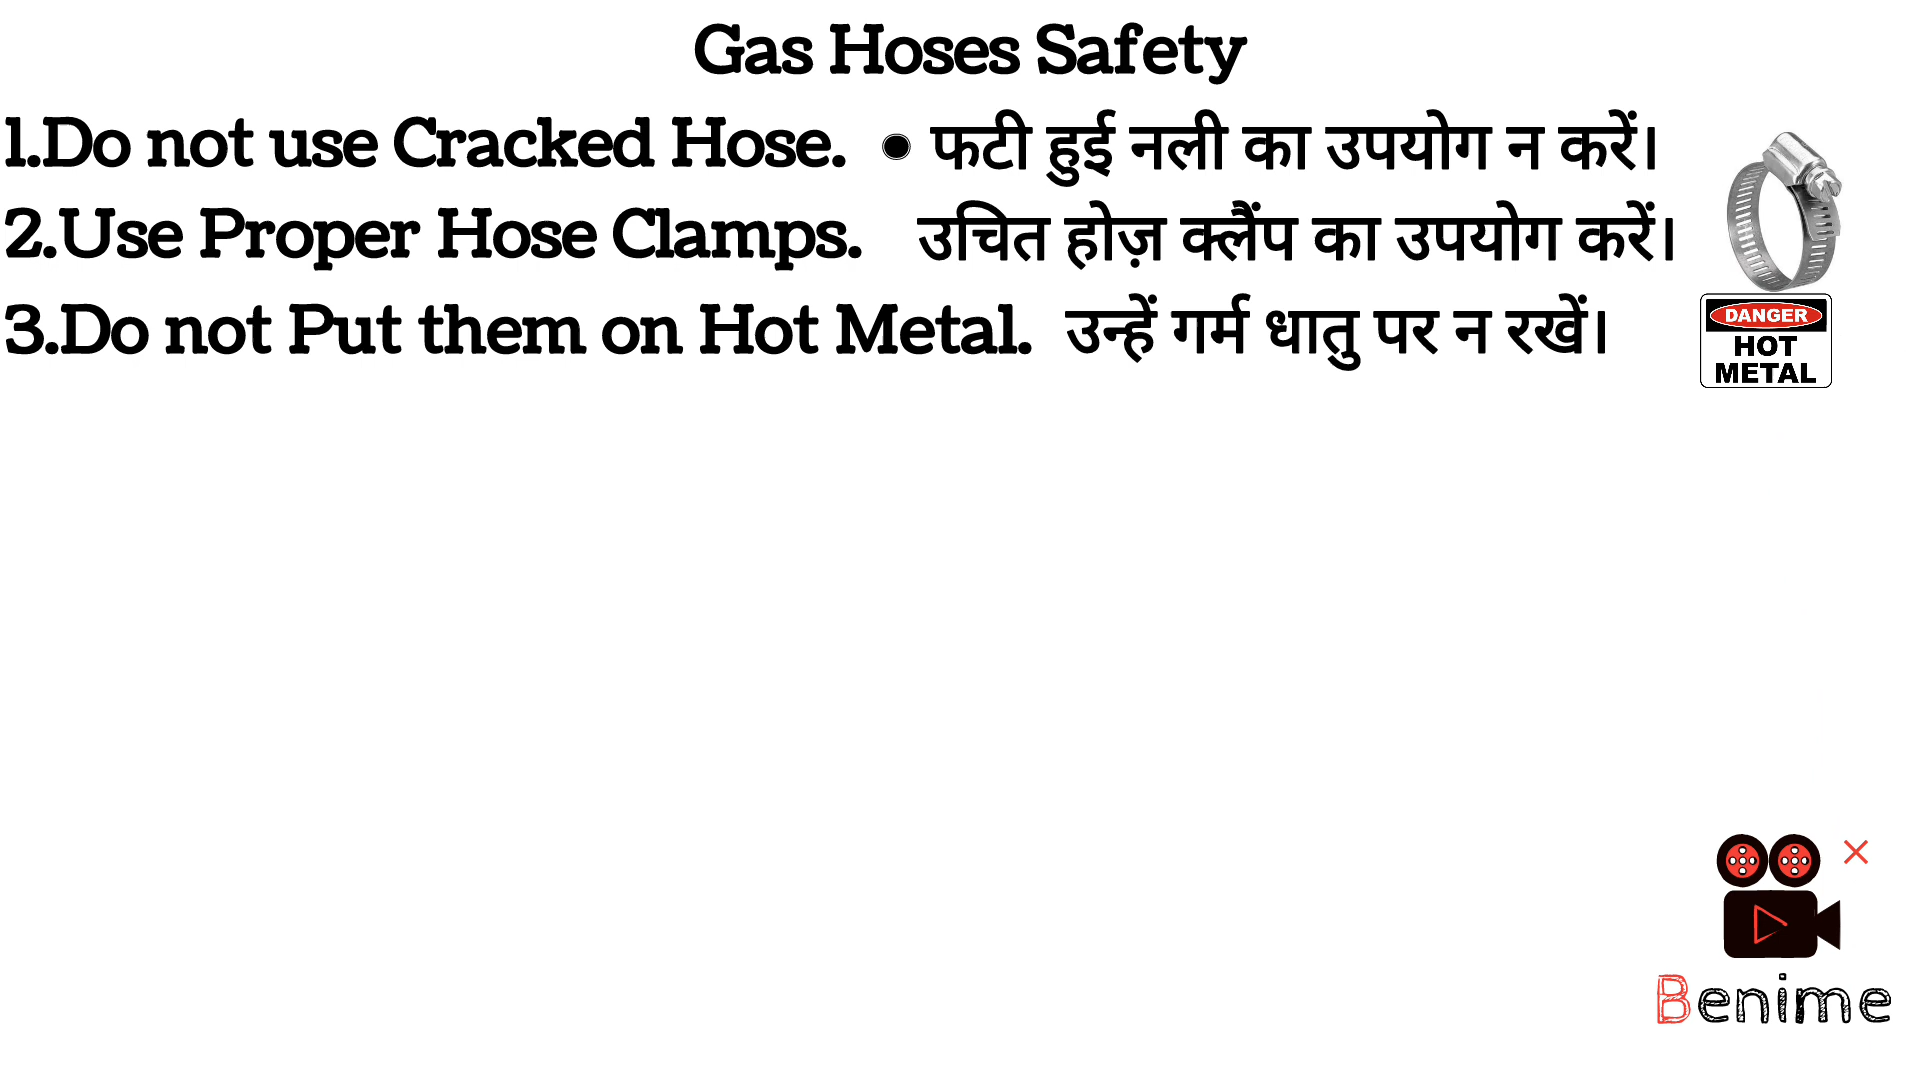 Gas Hoses Safety
1.Do not use Cracked Hose. • फटी हुई नली का उपयोग न करें।
2.Use Proper Hose Clamps. उचित होज़ क्लैंप का उपयोग करें।
3.Do not Put them on Hot Metal. उन्हें गर्म धातु पर न रखें।
DANGER
HOT
METAL
Benime